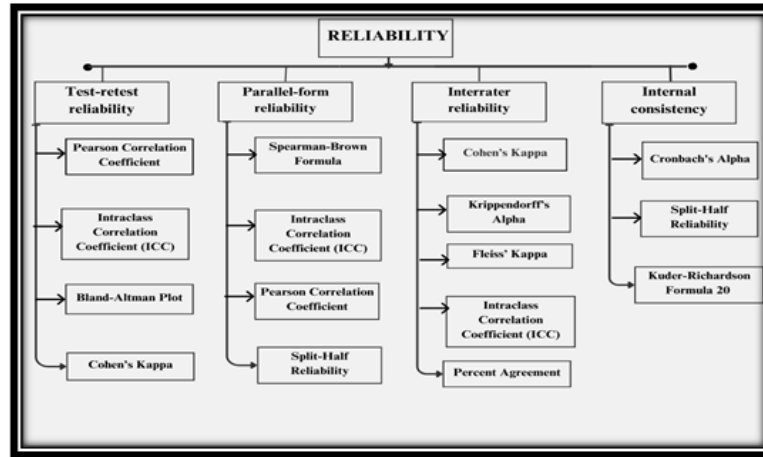 RELIABILITY
Test-retest
reliability
Pearson Correlation
Coefficient
Intraclass
Correlation
Coefficient (ICC)
Bland-Altman Plot
Cohen's Kappa
Parallel-form
reliability
Spearman-Brown
Formula
Intraclass
Correlation
Coefficient (ICC)
Pearson Correlation
Coefficient
Split-Half
Reliability
Interrater
reliability
Cohen's Kappa
Krippendorff's
Alpha
Fleiss' Kappa
Intraclass
Correlation
Coefficient (ICC)
Percent Agreement
Internal
consistency
Cronbach's Alpha
Split-Half
Reliability
Kuder-Richardson
Formula 20